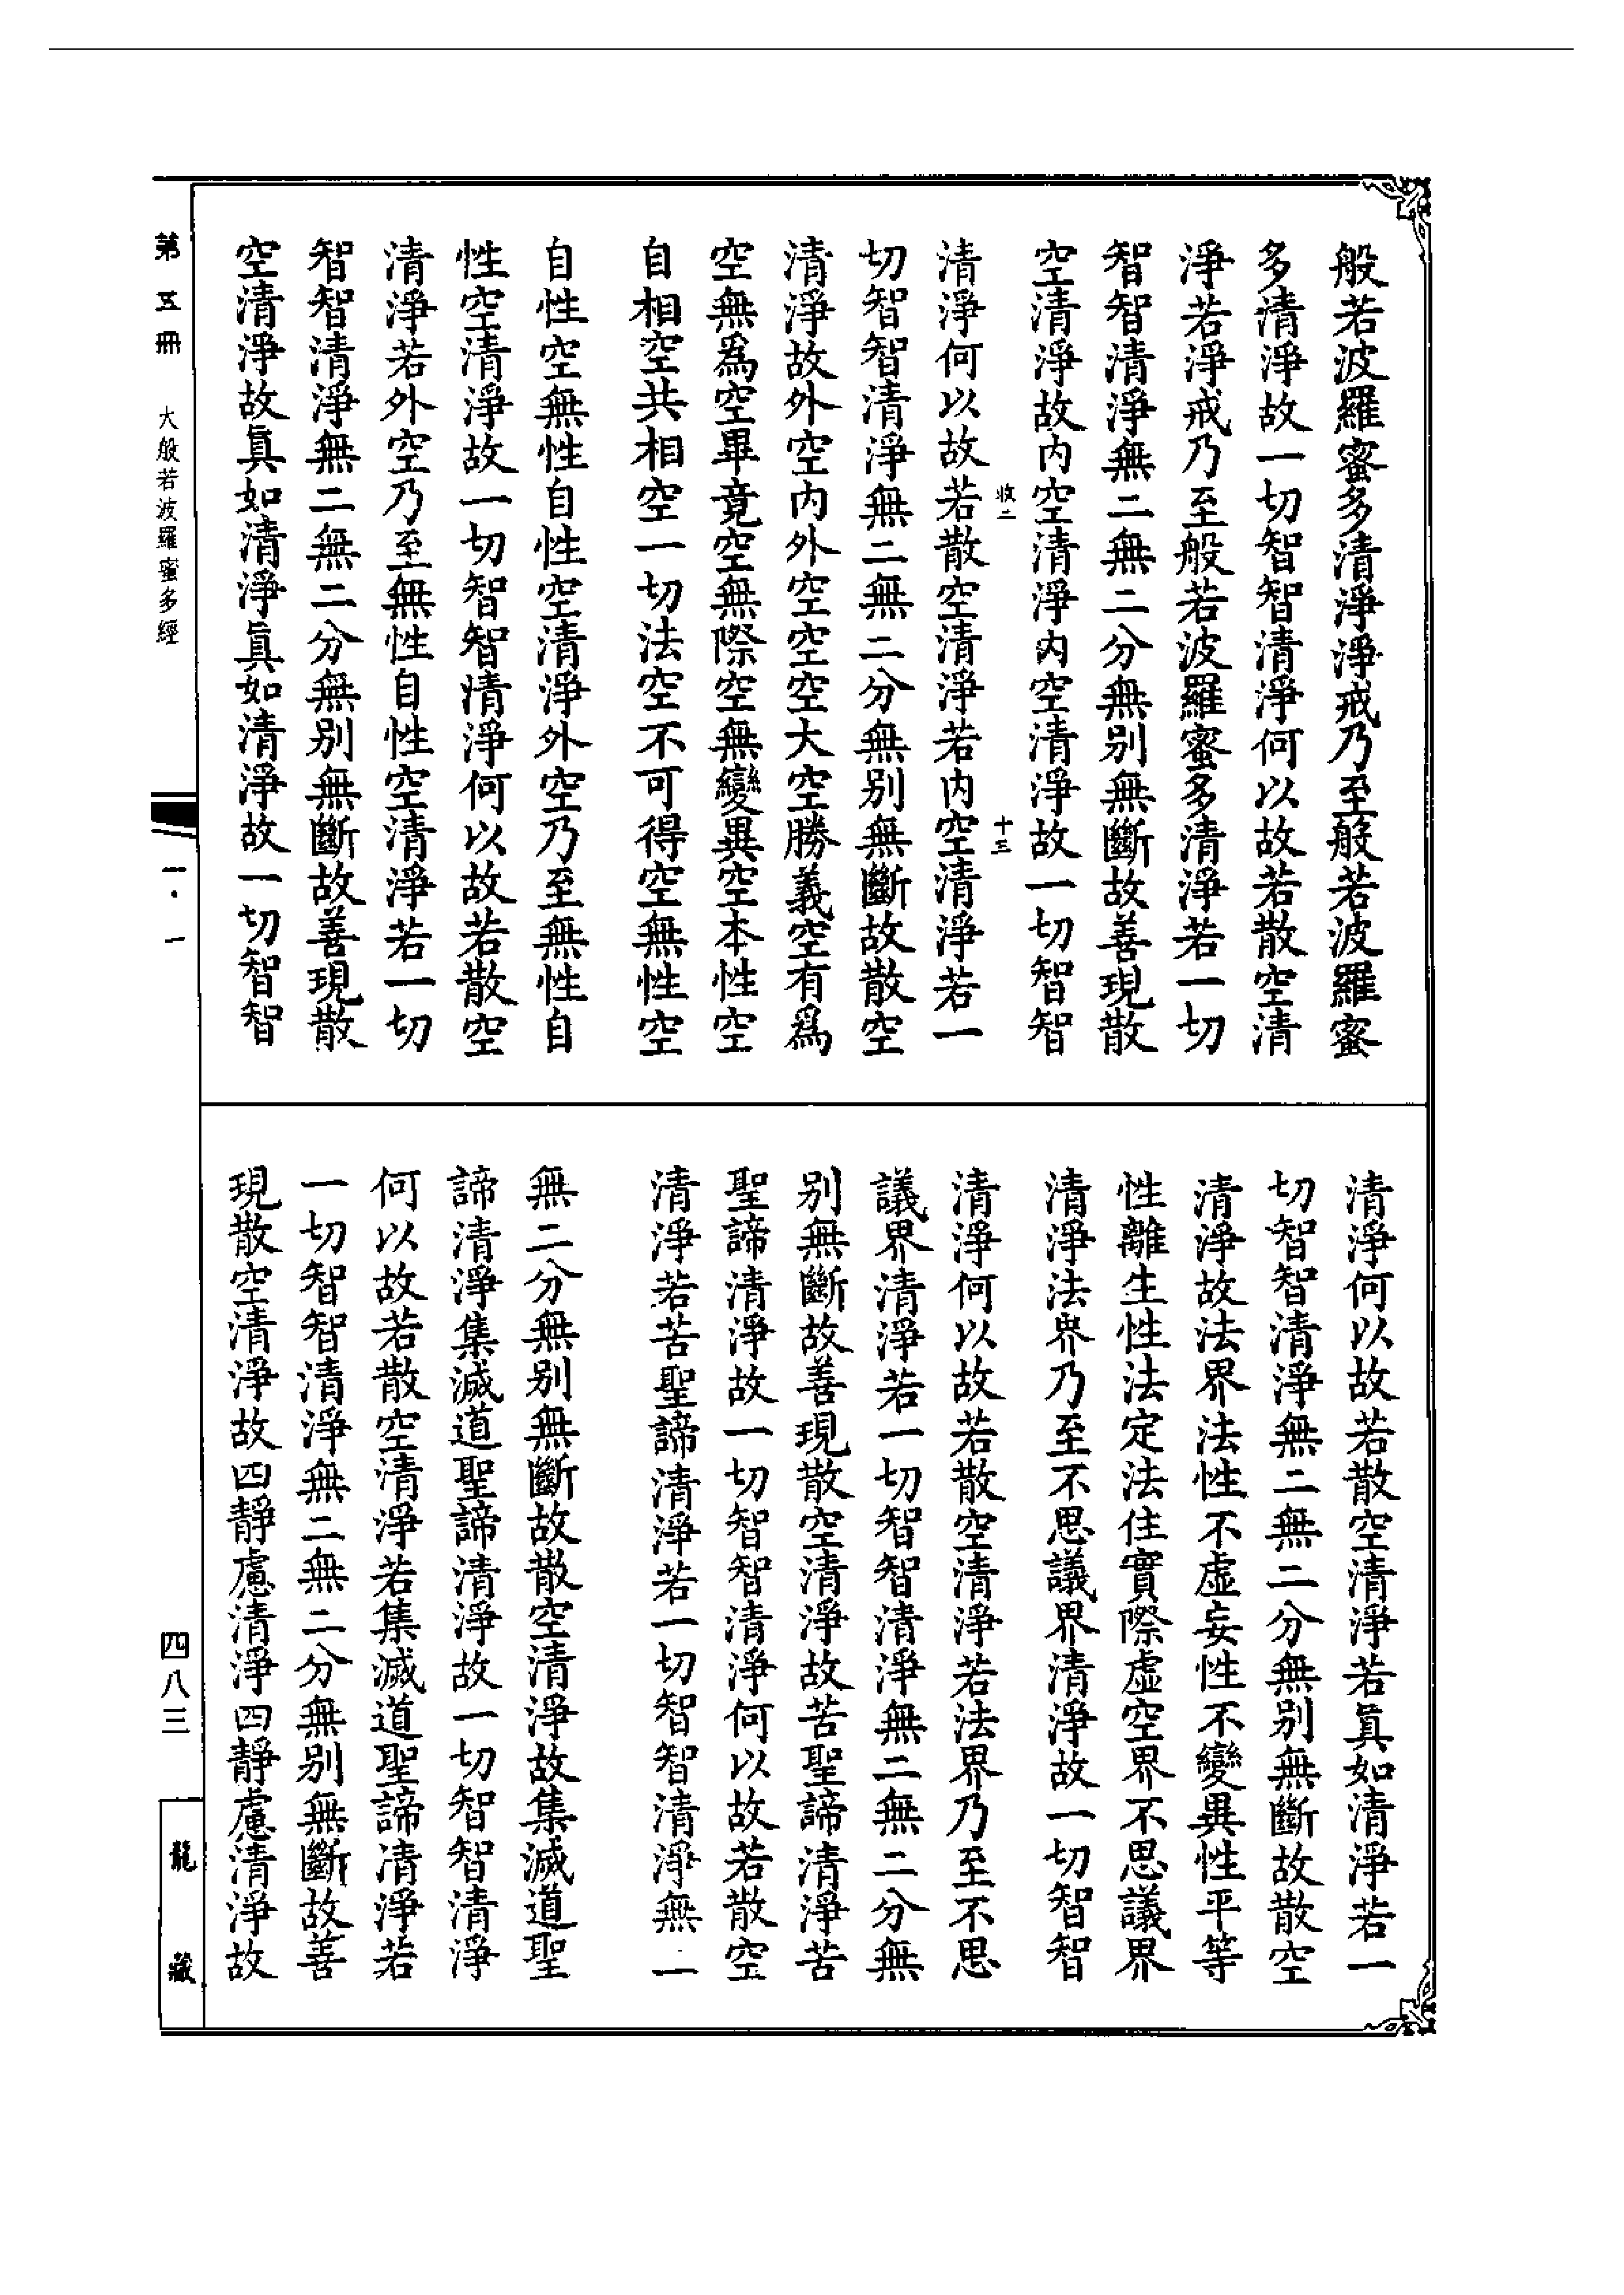 般若波羅蜜多清淨淨戒乃至般若波羅蜜
多清淨故一切智智清淨何以故若散空清
淨若淨戒乃至般若波羅蜜多清淨若一切
智智清淨無二無二分無別無斷故善現散
空清淨故內空清淨內空清淨故一切智智
收二
十三
清淨何以故若散空清淨若內空清淨若一
切智智清淨無二無二分無別無斷故散空
清淨故外空內外空空空大空勝義空有爲
空無爲空畢竟空無際空無變異空本性空
自相空共相空一切法空不可得空無性空
自性空無性自性空清淨外空乃至無性自
性空清淨故一切智智清淨何以故若散空
清淨若外空乃至無性自性空清淨若一切
智智清淨無二無二分無別無斷故善現散
空清淨故眞如清淨眞如清淨故一切智智
清淨何以故若散空清淨若眞如清淨若一
切智智清淨無二無二分無別無斷故散空
清淨故法界法性不虛妄性不變異性平等
性離生性法定法住實際虛空界不思議界
清淨法界乃至不思議界清淨故一切智智
清淨何以故若散空清淨若法界乃至不思
議界清淨若一切智智清淨無二無二分無
別無斷故善現散空清淨故苦聖諦清淨苦
聖諦清淨故一切智智清淨何以故若散空
清淨若苦聖諦清淨若一切智智清淨無二
無二分無別無斷故散空清淨故集滅道聖
諦清淨集滅道聖諦清淨故一切智智清淨
何以故若散空清淨若集滅道聖諦清淨若
一切智智清淨無二無二分無別無斷故善
現散空清淨故四靜慮清淨四靜慮清淨故
第五冊 大般若波羅蜜多經
四八三
龍藏